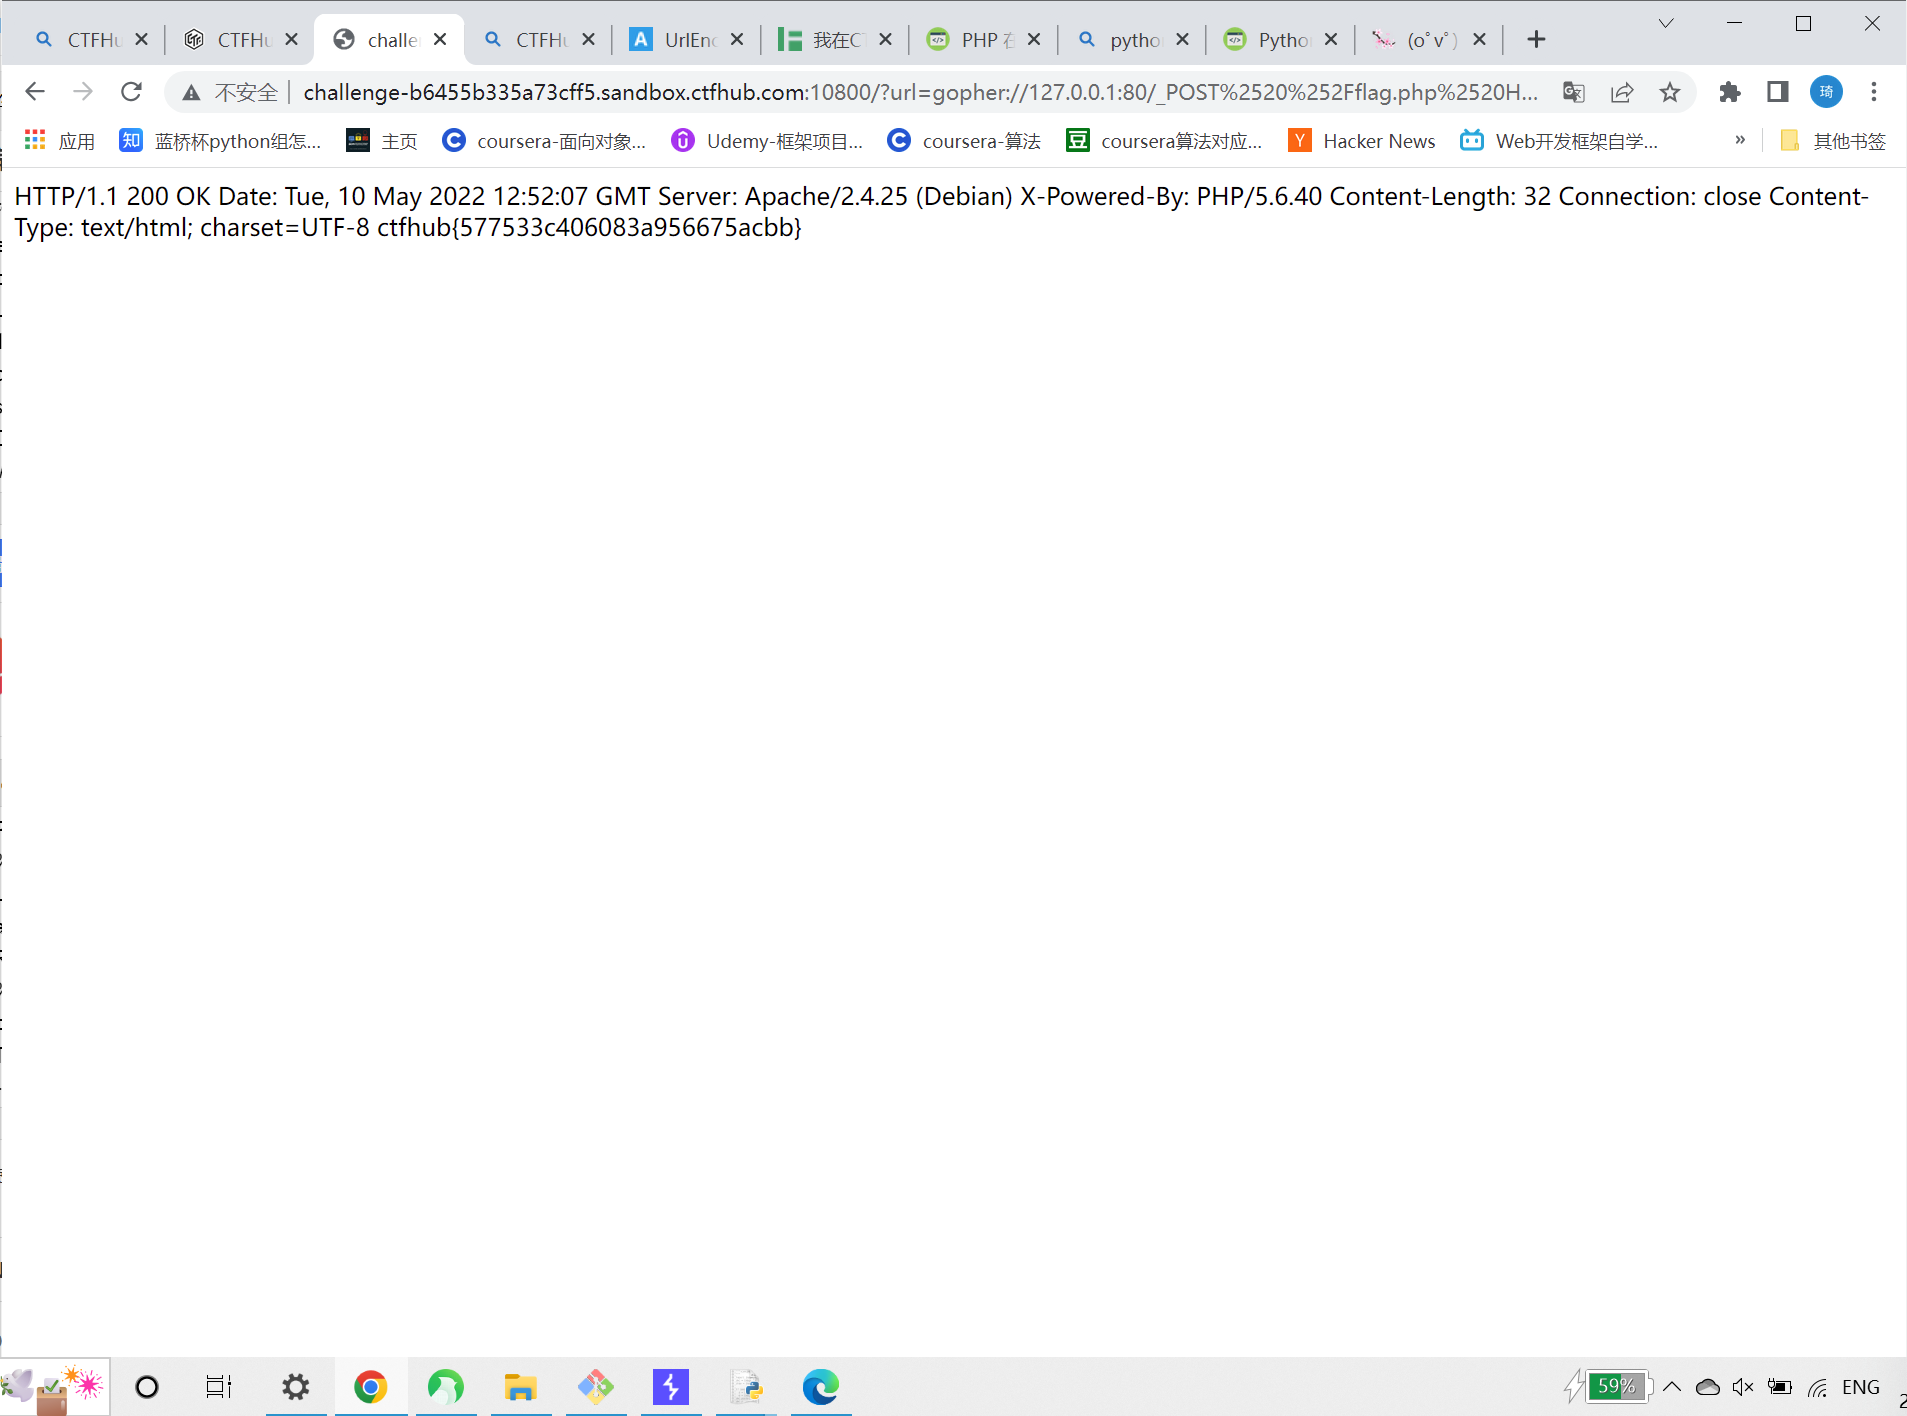 CTFHu
CTFHu
challe
CTFHu
UrlEnc
我在C
PHP 在
pytho
Pytho
(oﾟvﾟ)
不安全
challenge-b6455b335a73cff5.sandbox.ctfhub.com:10800/?url=gopher://127.0.0.1:80/_POST%2520%252Fflag.php%2520H...
琦
应用
知 蓝桥杯python组怎...
主页
coursera-面向对象...
Udemy-框架项目...
coursera-算法
豆 coursera算法对应...
Y Hacker News
Web开发框架自学...
»
其他书签
HTTP/1.1 200 OK Date: Tue, 10 May 2022 12:52:07 GMT Server: Apache/2.4.25 (Debian) X-Powered-By: PHP/5.6.40 Content-Length: 32 Connection: close Content-
Type: text/html; charset=UTF-8 ctfhub{577533c406083a956675acbb}
59%
ENG